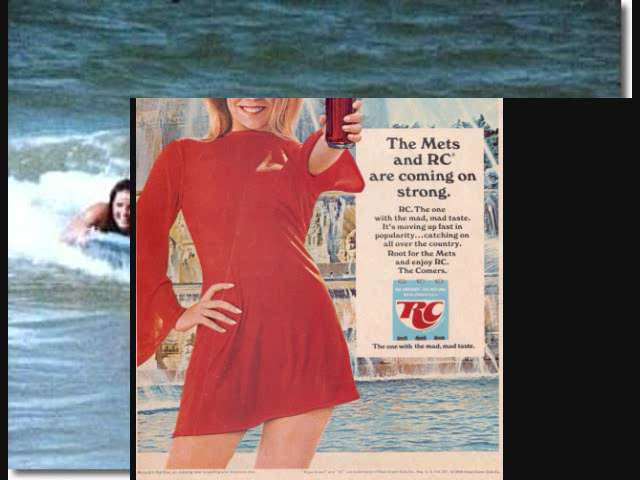 The Mets
and RC®
are coming on
strong.
RC. The one
with the mad, mad taste.
It's moving up fast in
popularity...catching on
all over the country.
Root for the Mets
and enjoy RC.
The Comers.
RC
The one with the mad, mad taste.